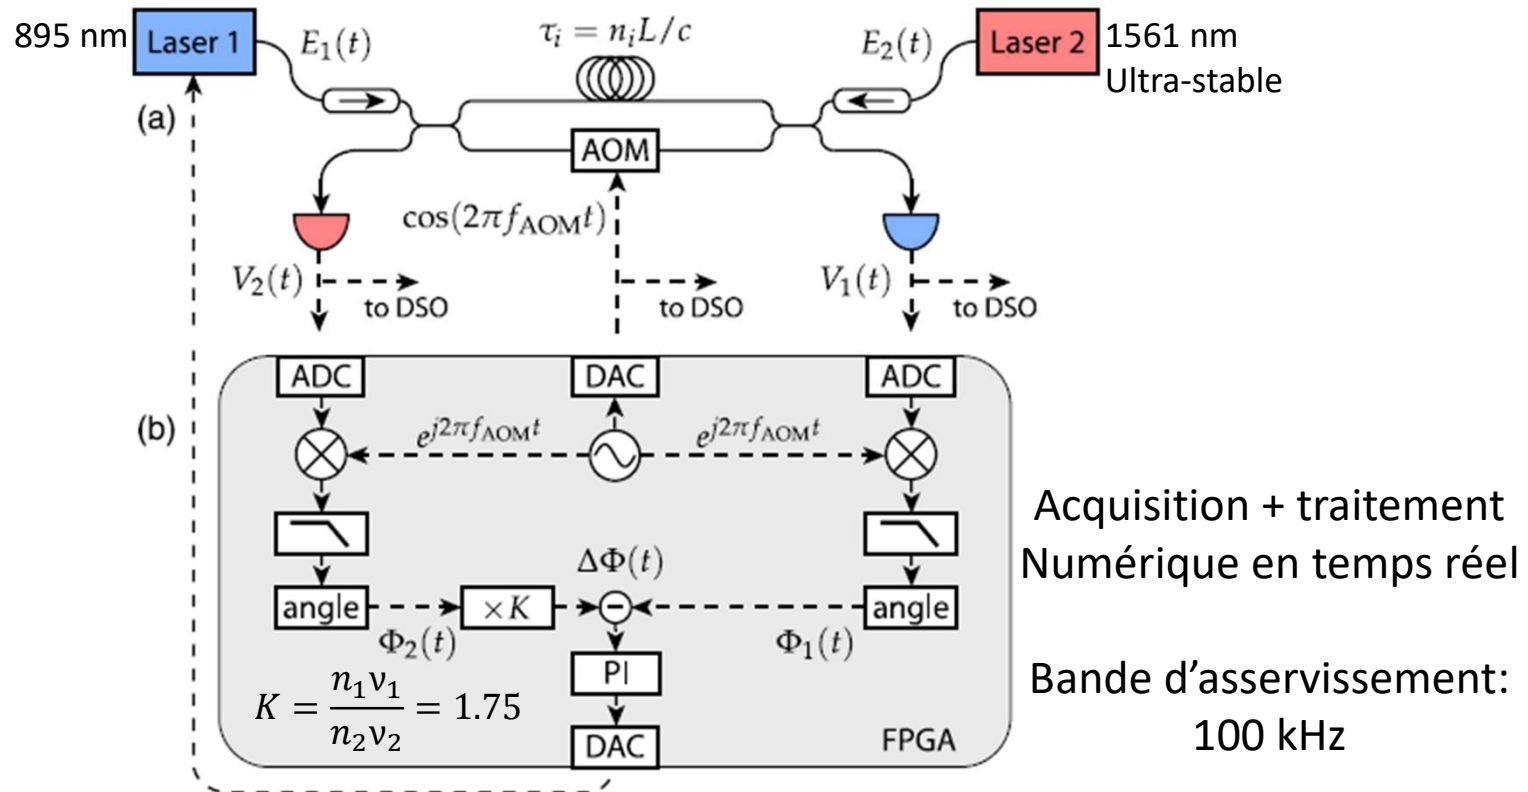 895 nm
Laser 1
E₁(t)
τᵢ = nᵢL/c
E₂(t)
Laser 2
1561 nm
Ultra-stable
(a)
AOM
cos(2πf_AOM t)
V₂(t)
to DSO
to DSO
V₁(t)
to DSO
ADC
DAC
ADC
(b)
e^{j2πf_AOM t}
e^{j2πf_AOM t}
ΔΦ(t)
angle
×K
−
angle
Φ₂(t)
Φ₁(t)
PI
K = n₁ν₁/n₂ν₂ = 1.75
DAC
FPGA
Acquisition + traitement
Numérique en temps réel
Bande d’asservissement:
100 kHz